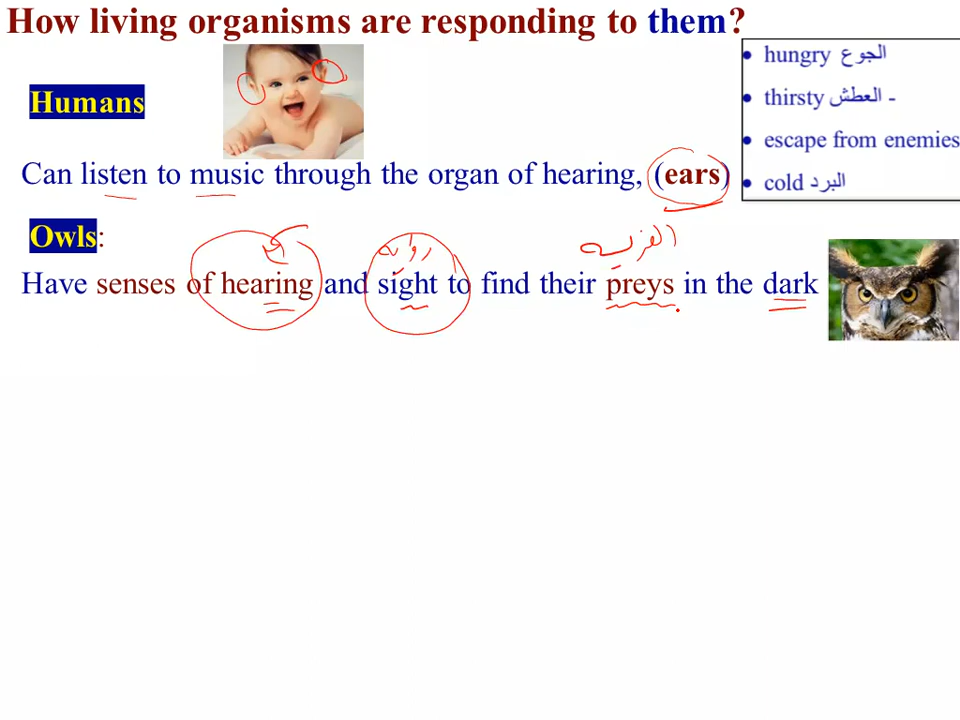 How living organisms are responding to them?
• hungry الجوع
• thirsty العطش -
• escape from enemies
• cold البرد
Humans
Can listen to music through the organ of hearing, (ears)
Owls:
Have senses of hearing and sight to find their preys in the dark